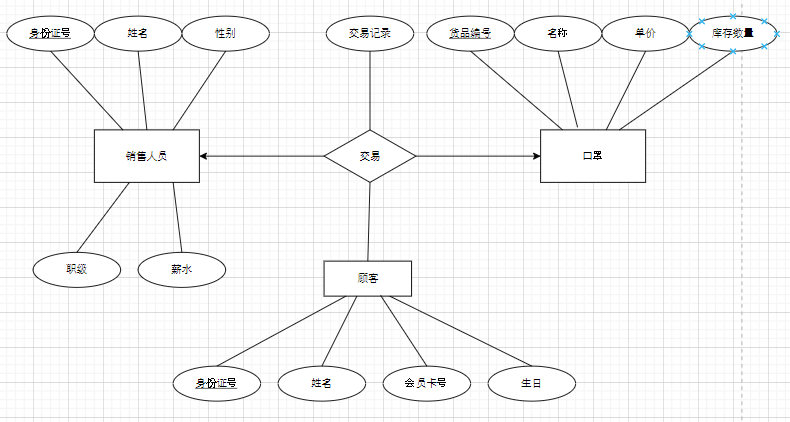 身份证号
姓名
性别
交易记录
货品编号
名称
单价
库存数量
销售人员
交易
口罩
职级
薪水
顾客
身份证号
姓名
会员卡号
生日